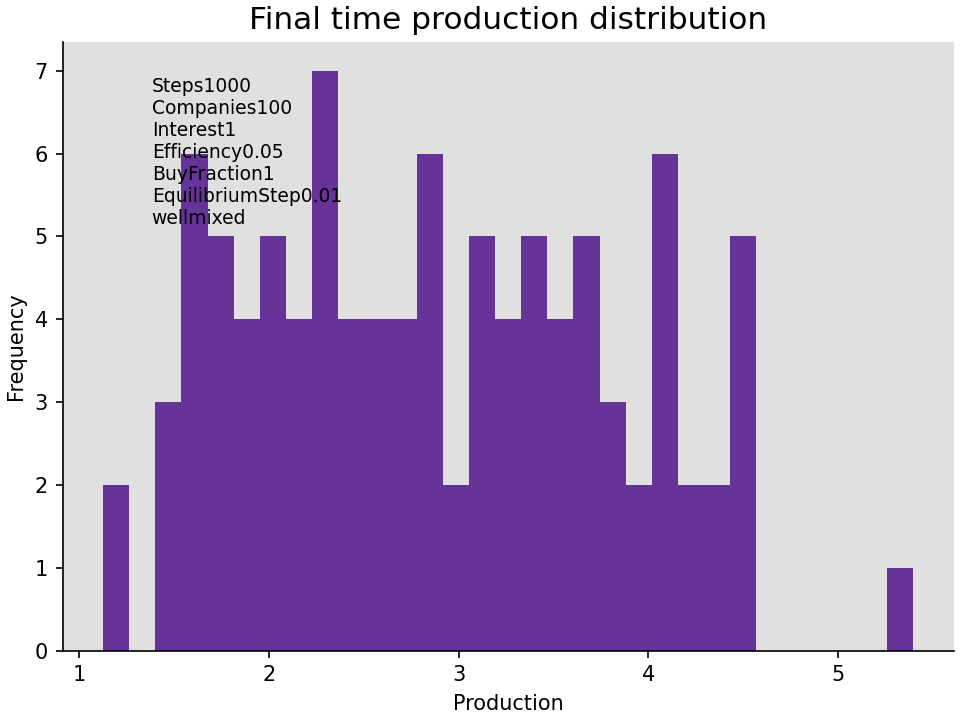 Final time production distribution
7
Steps1000
Companies100
Interest1
6
Efficiency0.05
BuyFraction1
EquilibriumStep0.01
5
wellmixed
4
Frequency
3
2
1
0
1 2 3 4 5
Production